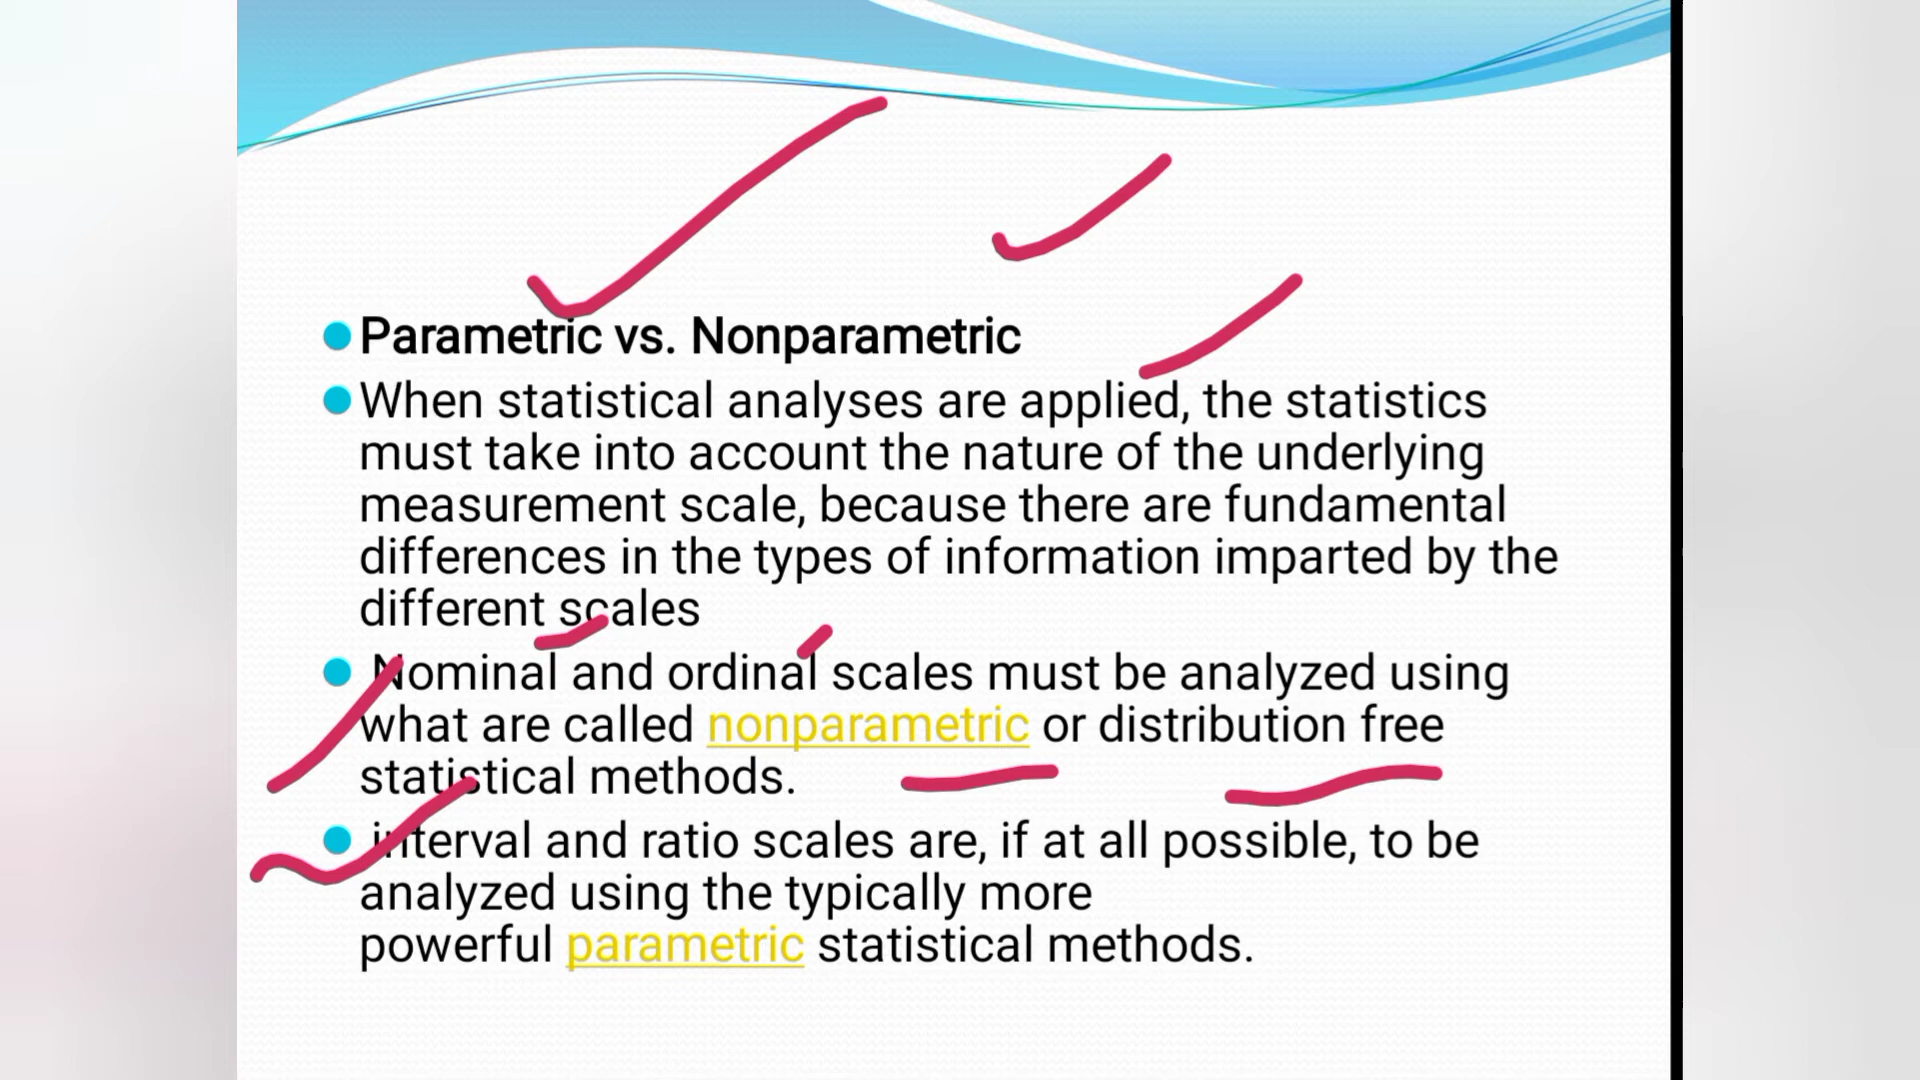 Parametric vs. Nonparametric
When statistical analyses are applied, the statistics
must take into account the nature of the underlying
measurement scale, because there are fundamental
differences in the types of information imparted by the
different scales
Nominal and ordinal scales must be analyzed using
what are called nonparametric or distribution free
statistical methods.
interval and ratio scales are, if at all possible, to be
analyzed using the typically more
powerful parametric statistical methods.